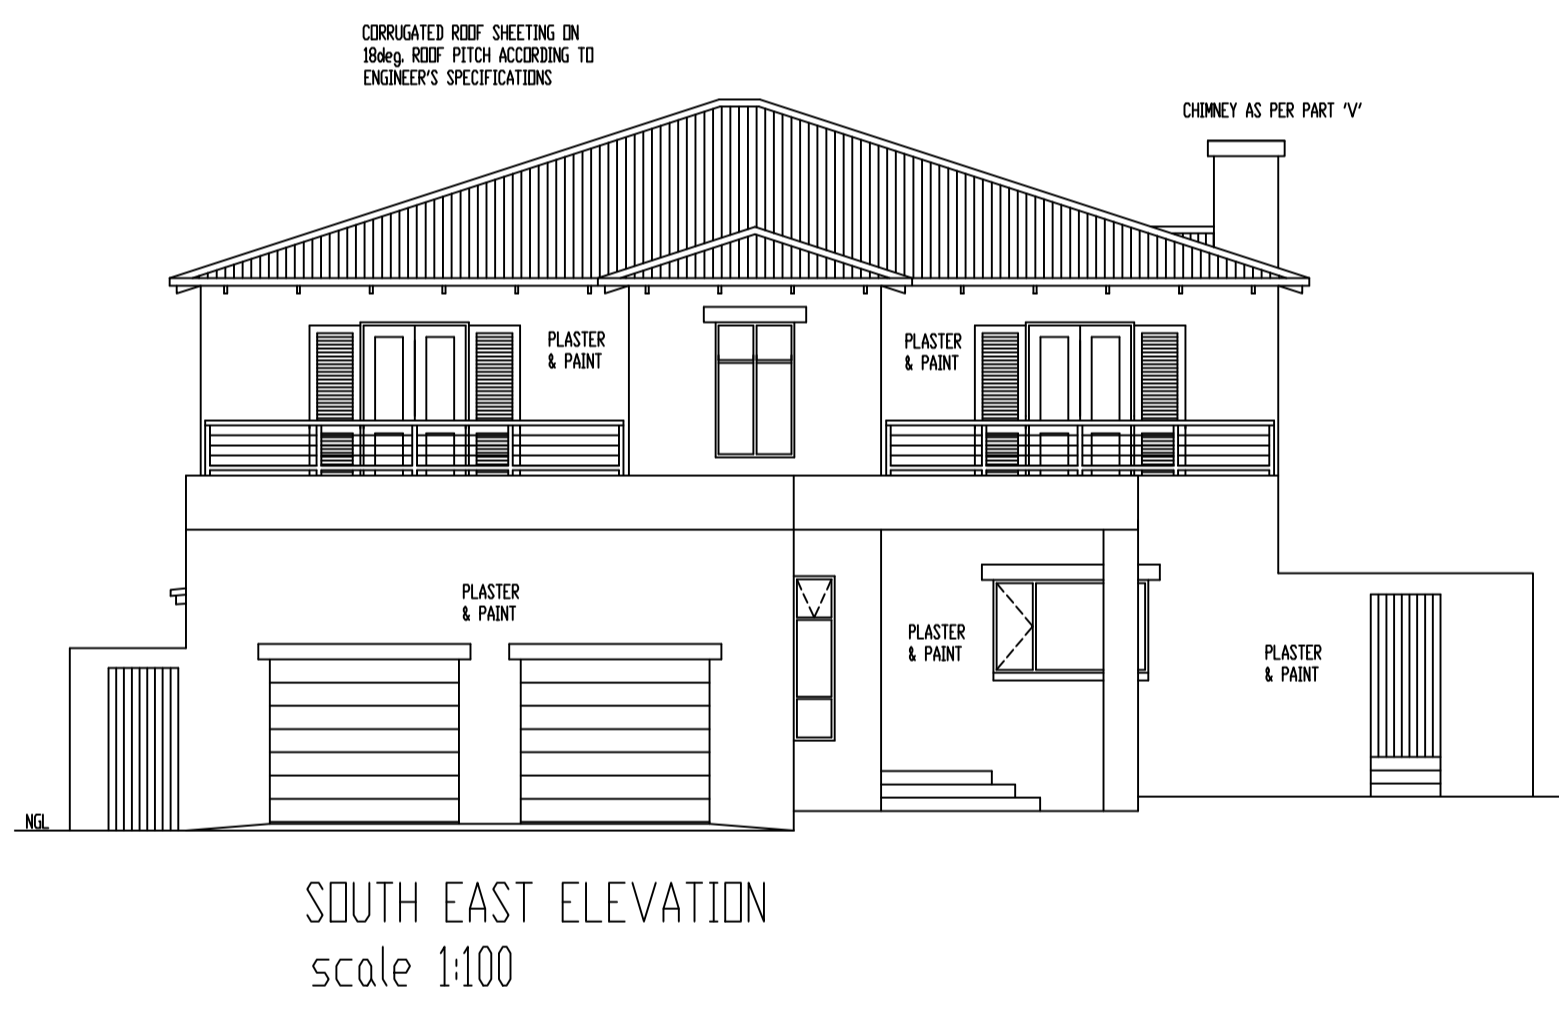 CORRUGATED ROOF SHEETING ON
18deg. ROOF PITCH ACCORDING TO
ENGINEER'S SPECIFICATIONS
CHIMNEY AS PER PART 'V'
PLASTER
& PAINT
PLASTER
& PAINT
PLASTER
& PAINT
PLASTER
& PAINT
PLASTER
& PAINT
NGL
SOUTH EAST ELEVATION
scale 1:100